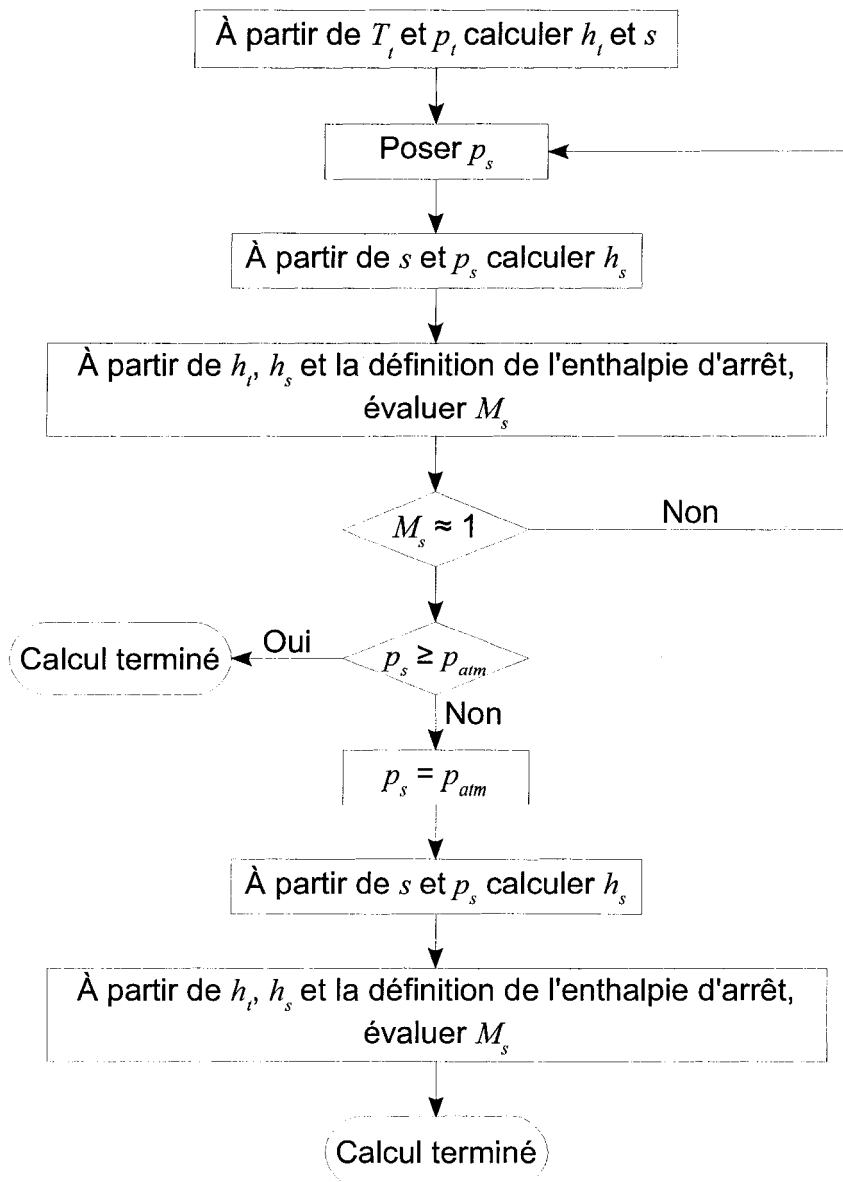 À partir de T_t et p_t calculer h_t et s
Poser p_s
À partir de s et p_s calculer h_s
À partir de h_t, h_s et la définition de l'enthalpie d'arrêt,
évaluer M_s
M_s ≈ 1
Non
Oui
Calcul terminé
p_s ≥ p_atm
Non
p_s = p_atm
À partir de s et p_s calculer h_s
À partir de h_t, h_s et la définition de l'enthalpie d'arrêt,
évaluer M_s
Calcul terminé